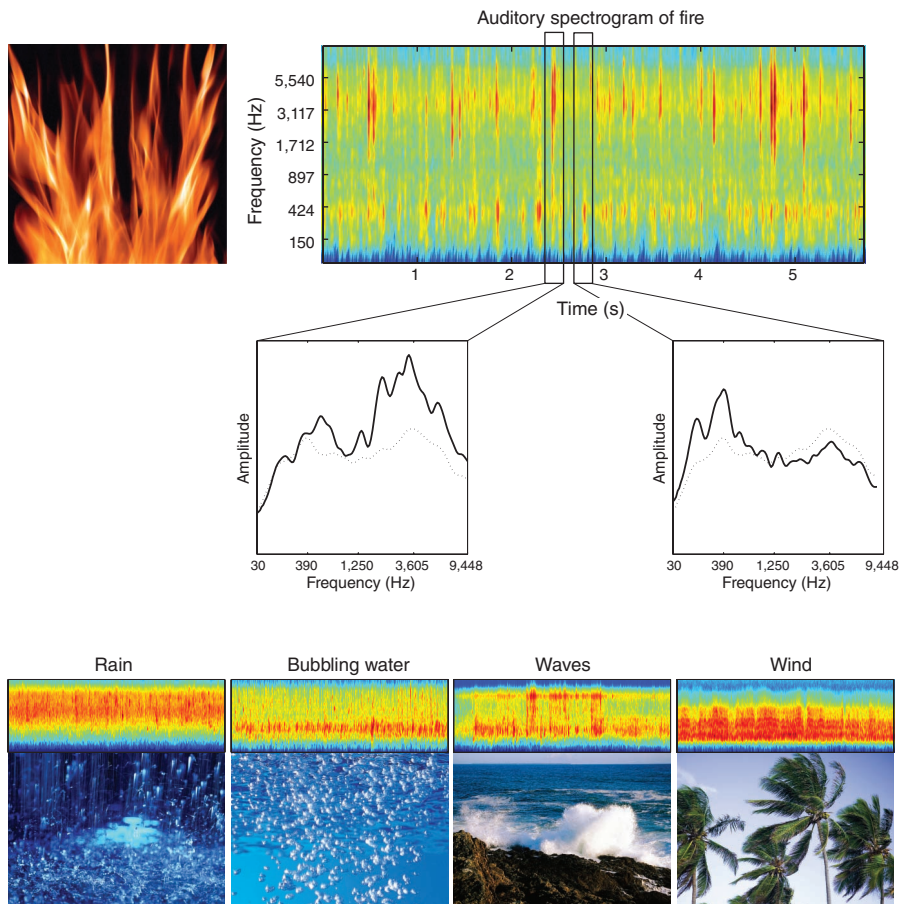 Auditory spectrogram of fire
Frequency (Hz)
5,540
3,117
1,712
897
424
150
1 2 3 4 5
Time (s)
Amplitude
30 390 1,250 3,605 9,448
Frequency (Hz)
Amplitude
30 390 1,250 3,605 9,448
Frequency (Hz)
Rain Bubbling water Waves Wind